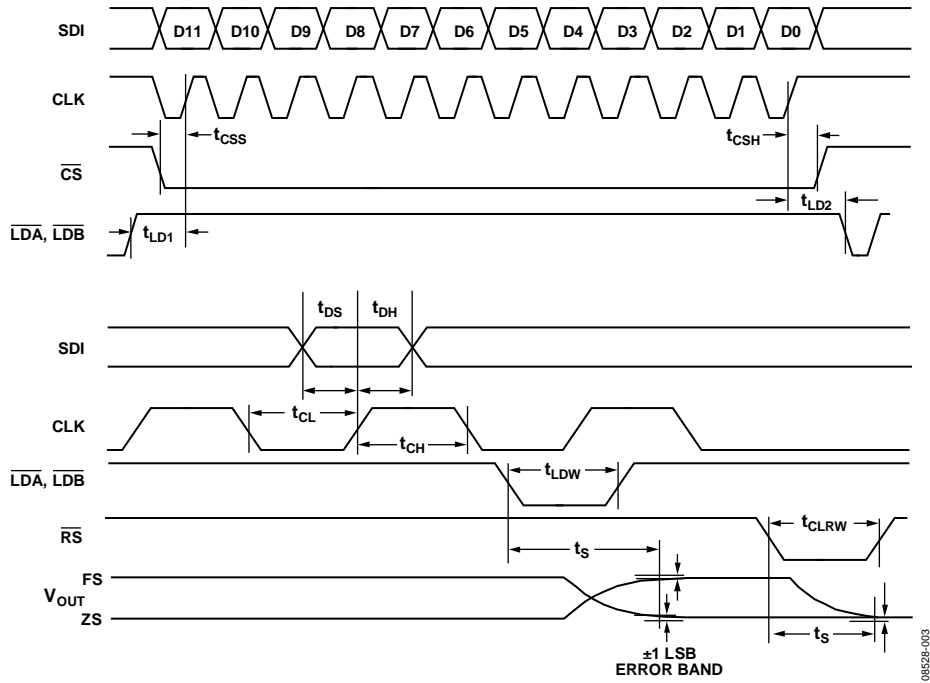 SDI
D11 D10 D9 D8 D7 D6 D5 D4 D3 D2 D1 D0
CLK
tCSS
tCSH
CS
tLD2
LDA, LDB
tLD1
tDS
tDH
SDI
tCL
CLK
tCH
LDA, LDB
tLDW
RS
tCLRW
tS
FS
VOUT
ZS
tS
±1 LSB
ERROR BAND
08528-003